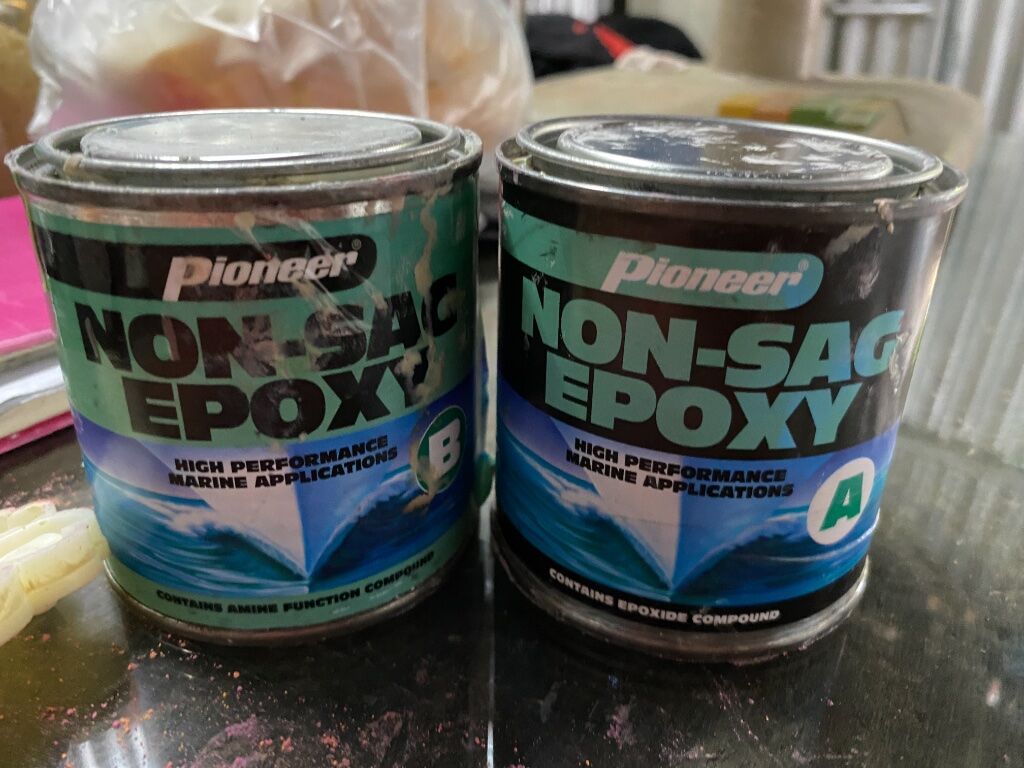 Pioneer®
NON-SAG
EPOXY
HIGH PERFORMANCE
MARINE APPLICATIONS
B
CONTAINS AMINE FUNCTION COMPOUND
Pioneer®
NON-SAG
EPOXY
HIGH PERFORMANCE
MARINE APPLICATIONS
A
CONTAINS EPOXIDE COMPOUND